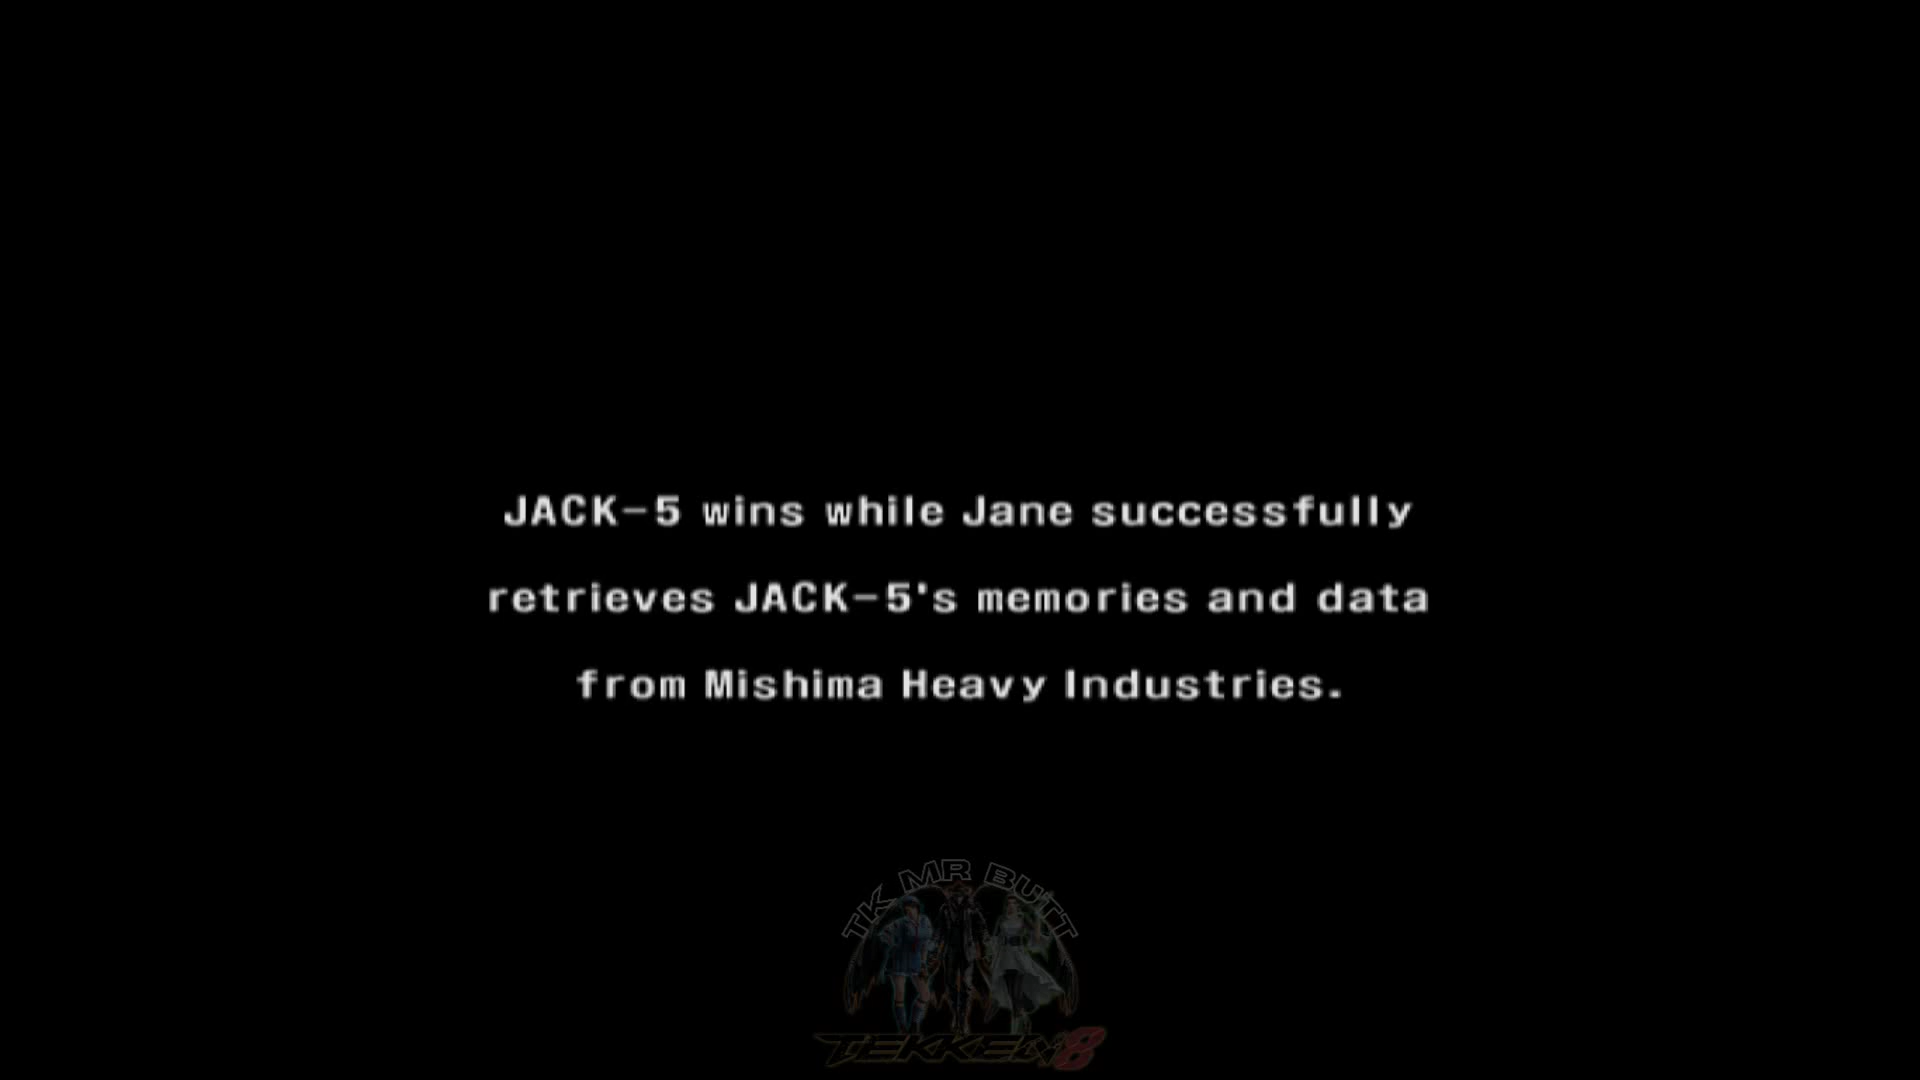 JACK-5 wins while Jane successfully
retrieves JACK-5's memories and data
from Mishima Heavy Industries.
TK MR BUTT
TEKKEN 8